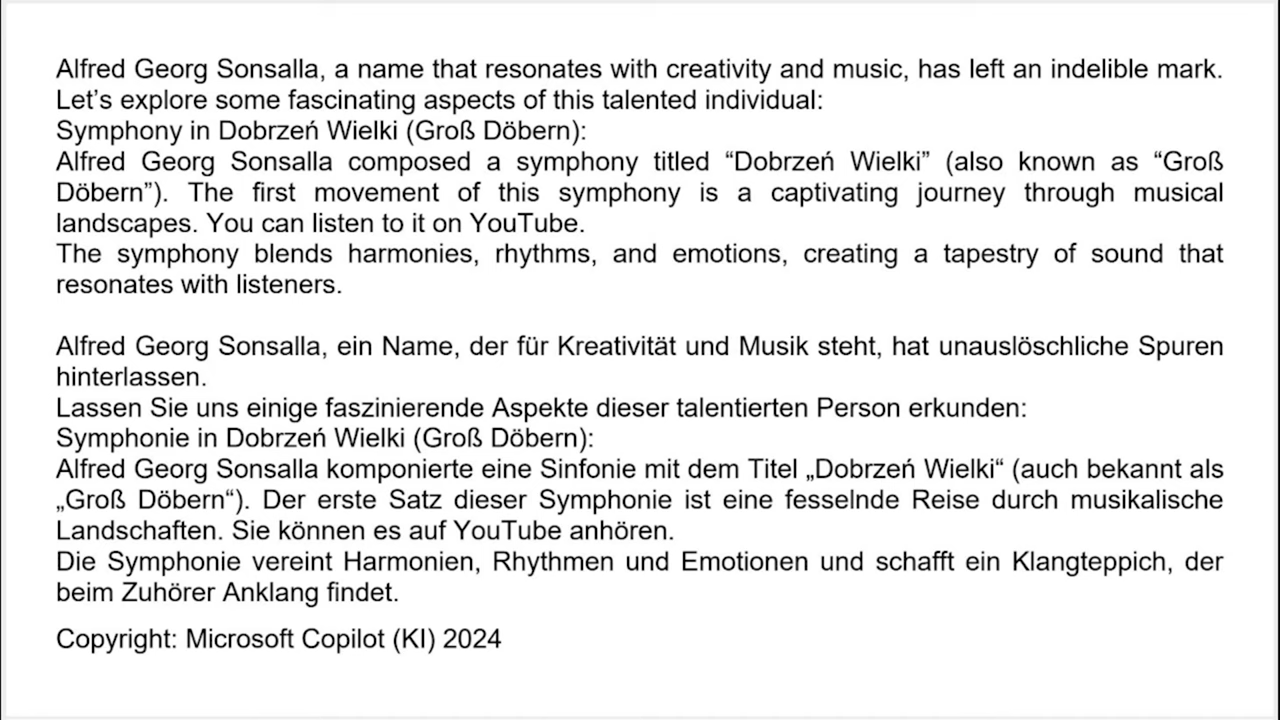 Alfred Georg Sonsalla, a name that resonates with creativity and music, has left an indelible mark.
Let’s explore some fascinating aspects of this talented individual:
Symphony in Dobrzeń Wielki (Groß Döbern):
Alfred Georg Sonsalla composed a symphony titled “Dobrzeń Wielki” (also known as “Groß
Döbern”). The first movement of this symphony is a captivating journey through musical
landscapes. You can listen to it on YouTube.
The symphony blends harmonies, rhythms, and emotions, creating a tapestry of sound that
resonates with listeners.
Alfred Georg Sonsalla, ein Name, der für Kreativität und Musik steht, hat unauslöschliche Spuren
hinterlassen.
Lassen Sie uns einige faszinierende Aspekte dieser talentierten Person erkunden:
Symphonie in Dobrzeń Wielki (Groß Döbern):
Alfred Georg Sonsalla komponierte eine Sinfonie mit dem Titel „Dobrzeń Wielki“ (auch bekannt als
„Groß Döbern“). Der erste Satz dieser Symphonie ist eine fesselnde Reise durch musikalische
Landschaften. Sie können es auf YouTube anhören.
Die Symphonie vereint Harmonien, Rhythmen und Emotionen und schafft ein Klangteppich, der
beim Zuhörer Anklang findet.
Copyright: Microsoft Copilot (KI) 2024